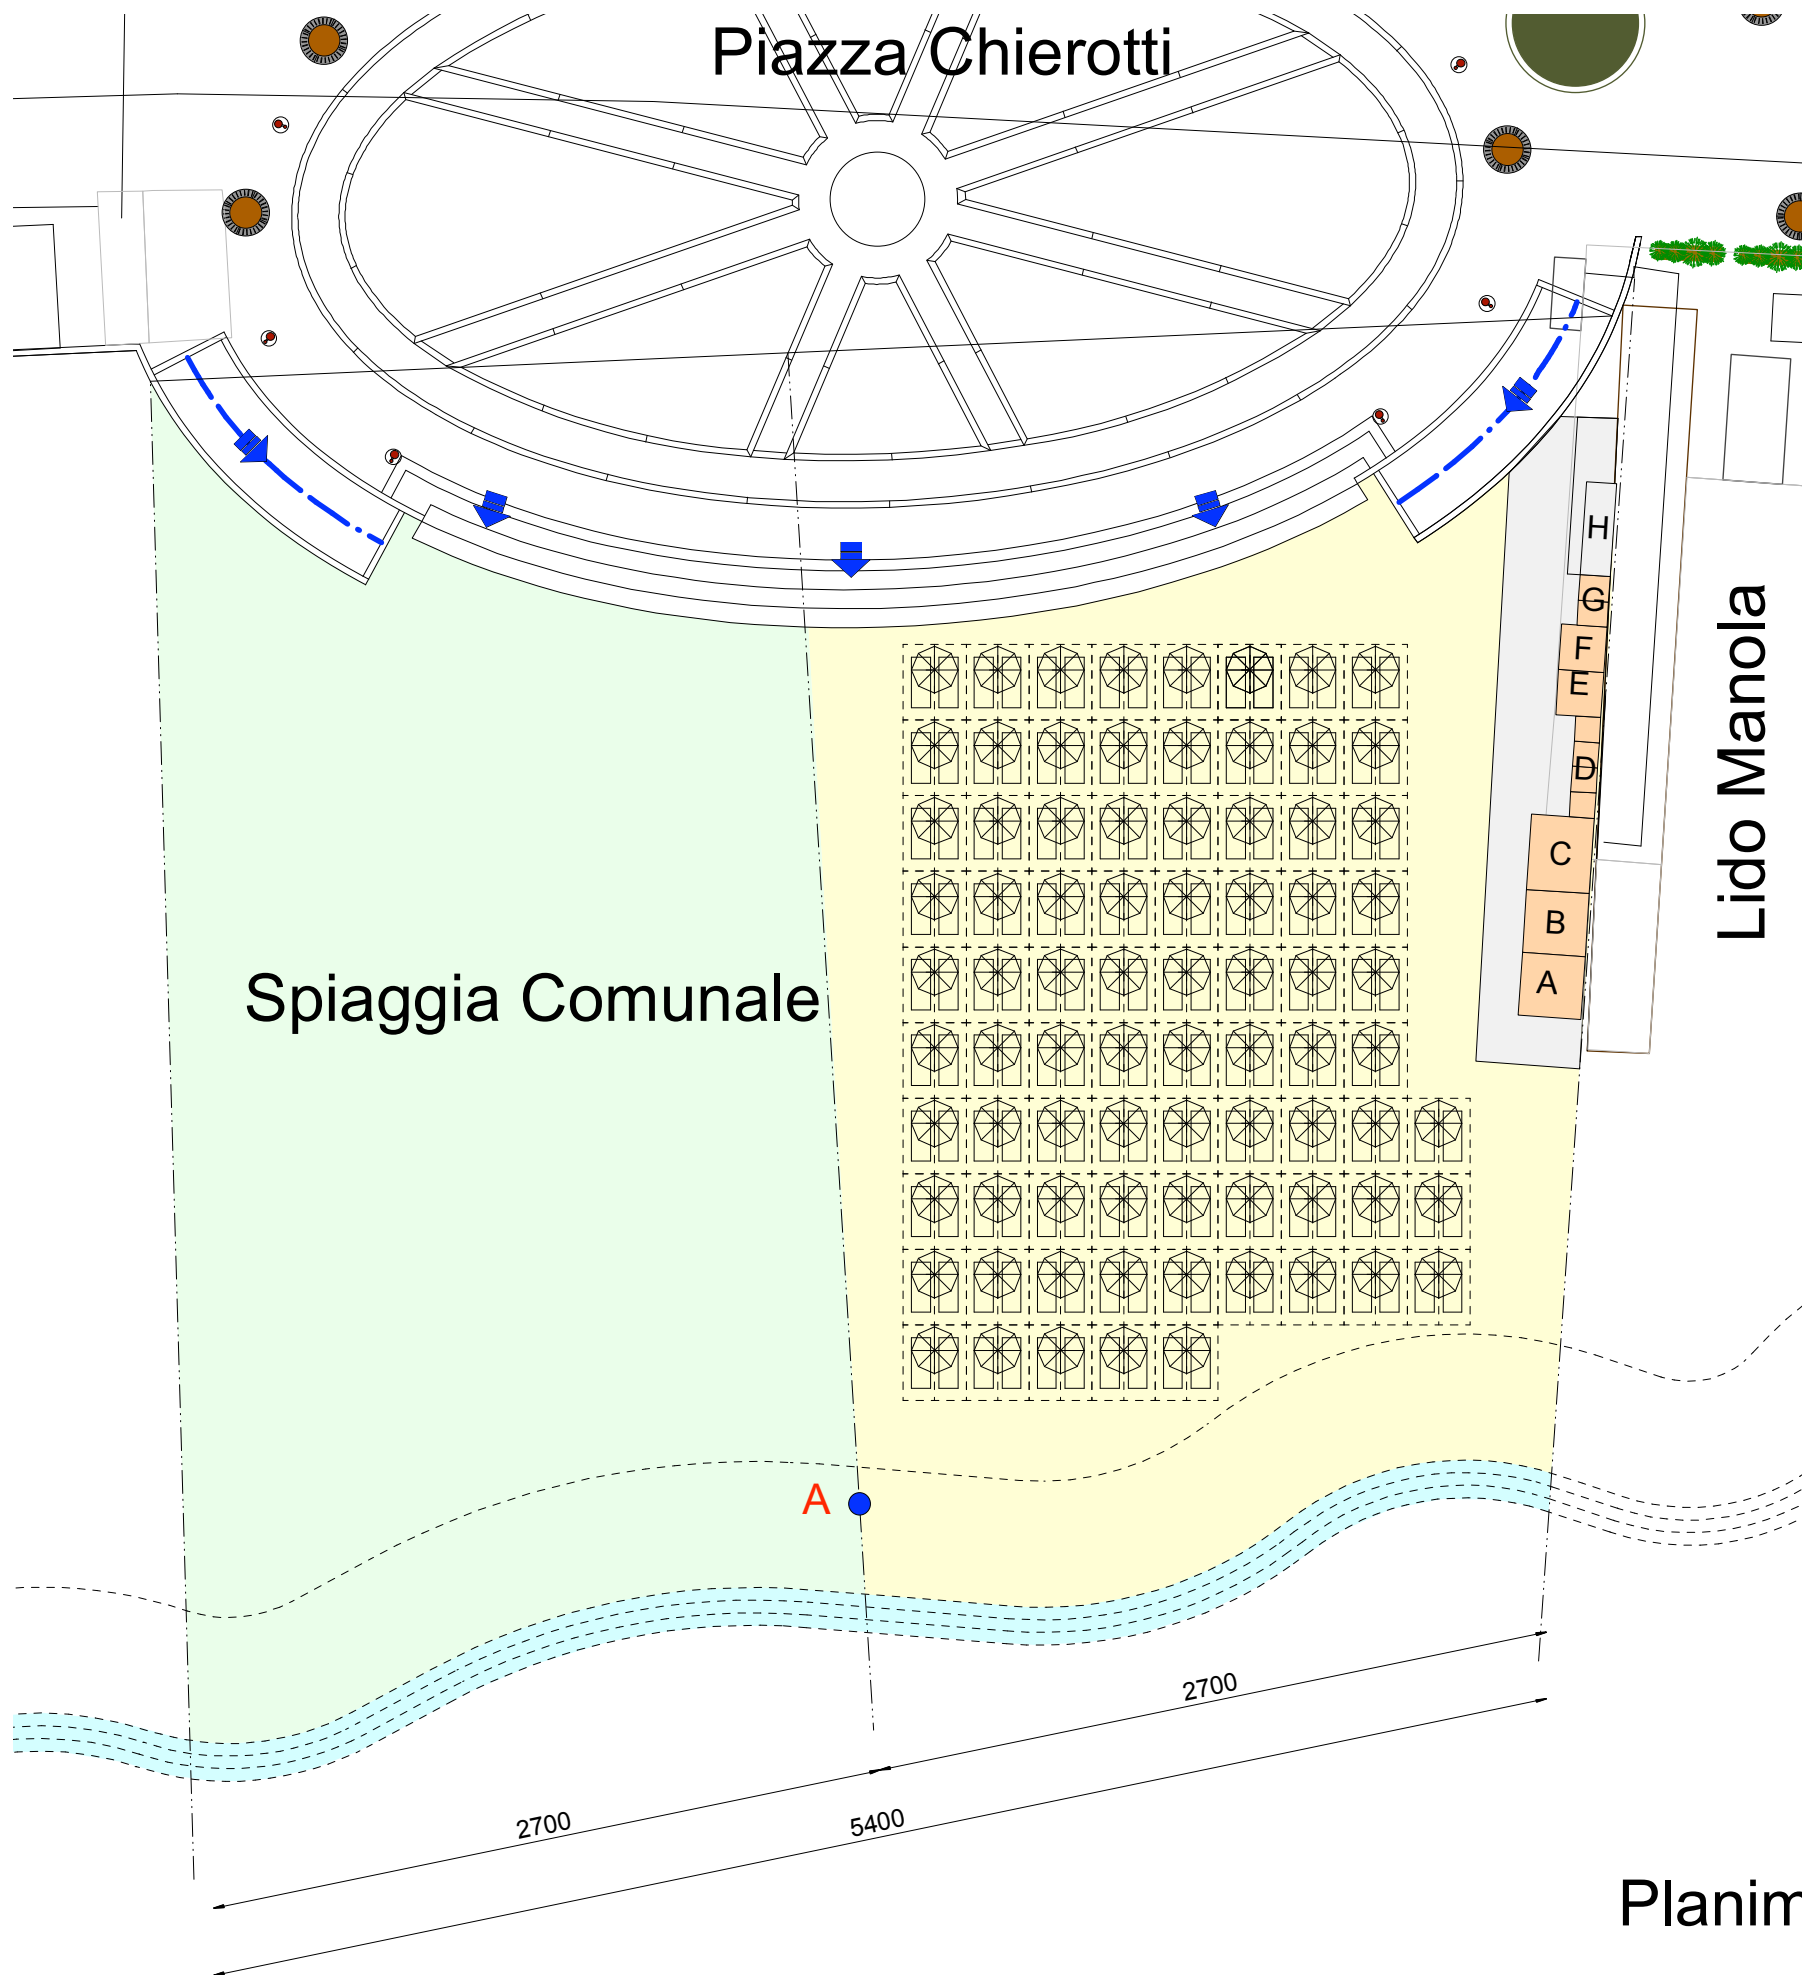 Piazza Chierotti
H
G
F
E
D
C
B
A
Lido Manola
Spiaggia Comunale
A
2700
2700
5400
Planim